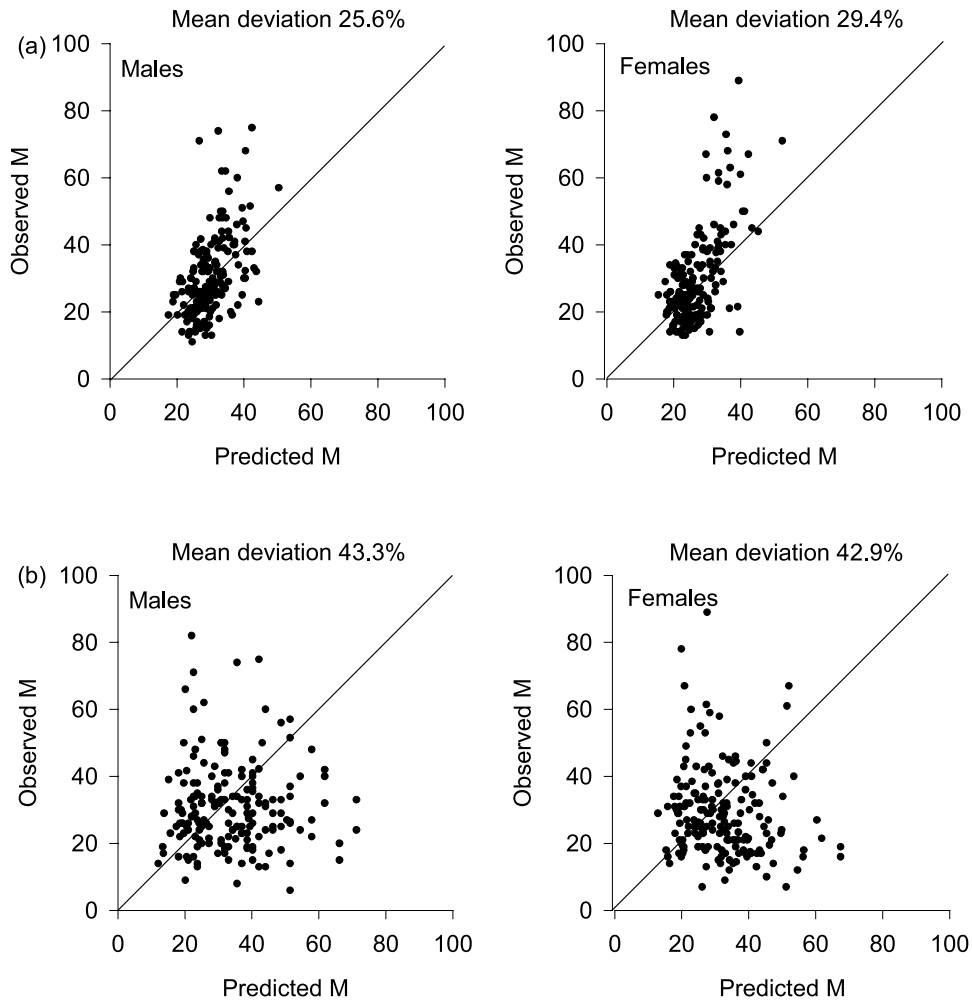 Mean deviation 25.6%
Mean deviation 29.4%
(a)
100
80
60
40
20
0
Observed M
Males
0 20 40 60 80 100
Predicted M
100
80
60
40
20
0
Observed M
Females
0 20 40 60 80 100
Predicted M
Mean deviation 43.3%
Mean deviation 42.9%
(b)
100
80
60
40
20
0
Observed M
Males
0 20 40 60 80 100
Predicted M
100
80
60
40
20
0
Observed M
Females
0 20 40 60 80 100
Predicted M